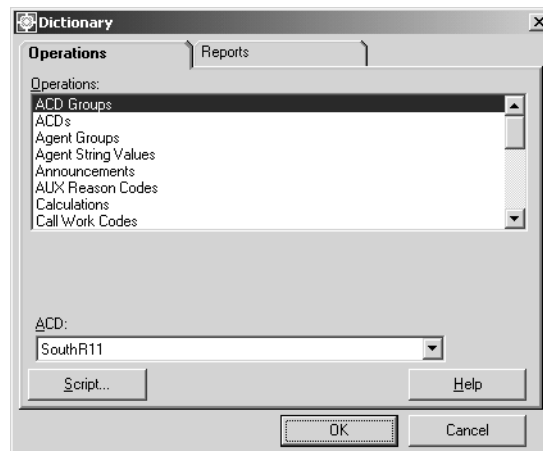 Dictionary
Operations
Reports
Operations:
ACD Groups
ACDs
Agent Groups
Agent String Values
Announcements
AUX Reason Codes
Calculations
Call Work Codes
ACD:
SouthR11
Script...
Help
OK
Cancel